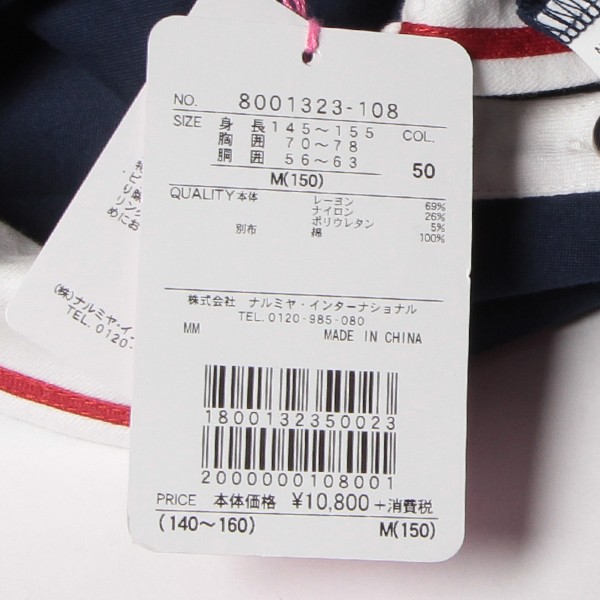 NO. 8001323-108
SIZE 身長 145～155 COL.
胸囲 70～78
胴囲 56～63 50
M(150)
QUALITY 本体 レーヨン 69%
ナイロン 26%
ポリウレタン 5%
別布 綿 100%
株式会社 ナルミヤ・インターナショナル
TEL. 0120-985-080
MM MADE IN CHINA
1800132350023
2000000108001
PRICE 本体価格 ¥10,800+消費税
(140～160) M(150)
(株)ナルミヤ・イン
TEL.0120-